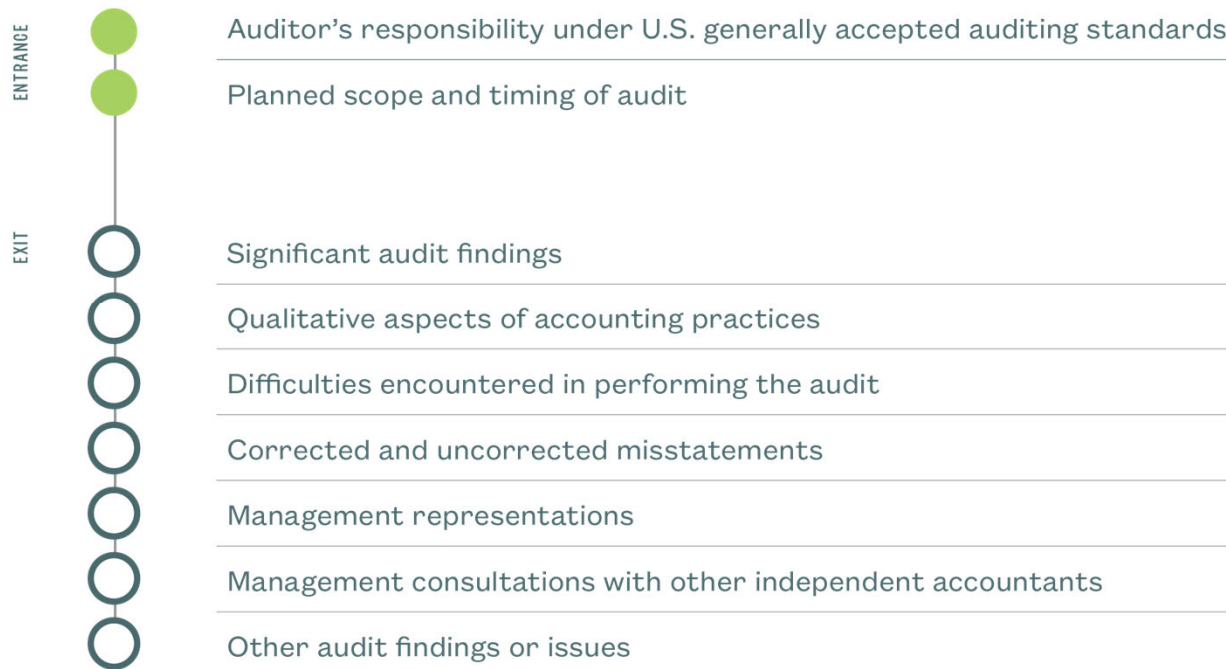 ENTRANCE
Auditor’s responsibility under U.S. generally accepted auditing standards
Planned scope and timing of audit
EXIT
Significant audit findings
Qualitative aspects of accounting practices
Difficulties encountered in performing the audit
Corrected and uncorrected misstatements
Management representations
Management consultations with other independent accountants
Other audit findings or issues